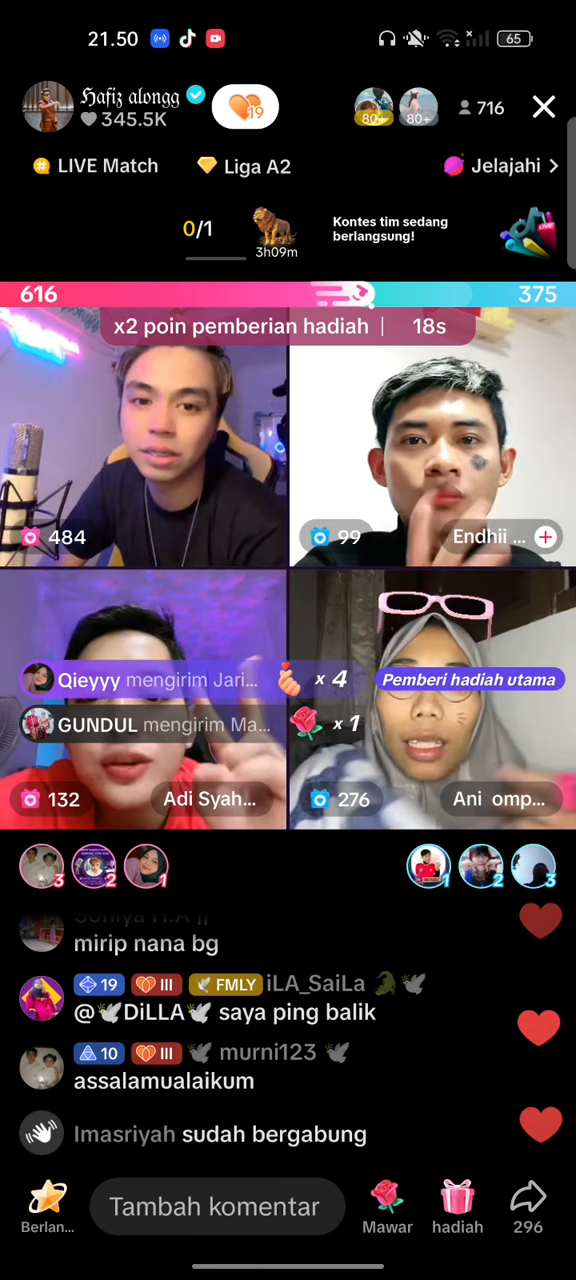 21.50
65
Hafiz alongg
345.5K
19
80+
80+
716
LIVE Match
Liga A2
Jelajahi
0/1
3h09m
Kontes tim sedang
berlangsung!
LIVE
616
375
x2 poin pemberian hadiah | 18s
484
99
Endhii ...
Qieyyy mengirim Jari...
x 4
Pemberi hadiah utama
GUNDUL mengirim Ma...
x 1
132
Adi Syah...
276
Ani omp...
3
2
1
1
2
3
mirip nana bg
19 III FMLY iLA_SaiLa
@🕊DiLLA🕊 saya ping balik
10 III 🕊 murni123 🕊
assalamualaikum
Imasriyah sudah bergabung
Berlan...
Tambah komentar
Mawar
hadiah
296